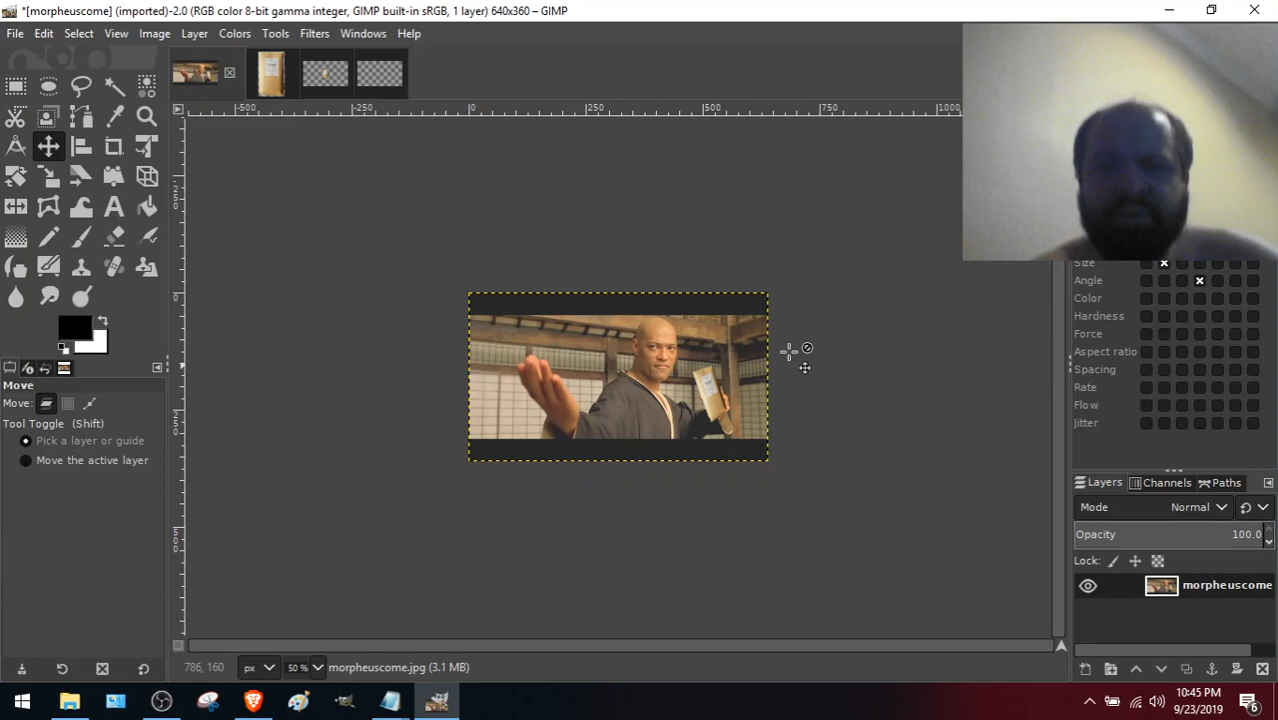 *[morpheuscome] (imported)-2.0 (RGB color 8-bit gamma integer, GIMP built-in sRGB, 1 layer) 640x360 – GIMP
File Edit Select View Image Layer Colors Tools Filters Windows Help
-500 -250 0 250 500 750 1000
Size
Angle
Color
Hardness
Force
Aspect ratio
Spacing
Rate
Flow
Jitter
Move
Move:
Tool Toggle (Shift)
Pick a layer or guide
Move the active layer
Layers Channels Paths
Mode Normal
Opacity 100.0
Lock:
morpheuscome
786, 160 px 50 % morpheuscome.jpg (3.1 MB)
10:45 PM
9/23/2019
6